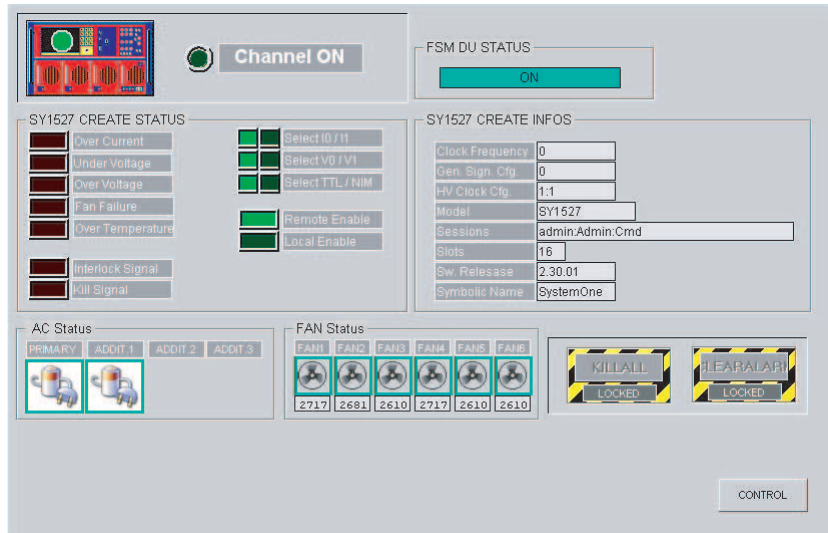 Channel ON
FSM DU STATUS
ON
SY1527 CREATE STATUS
Over Current
Under Voltage
Over Voltage
Fan Failure
Over Temperature
Interlock Signal
Kill Signal
Select I0 / I1
Select V0 / V1
Select TTL / NIM
Remote Enable
Local Enable
SY1527 CREATE INFOS
Clock Frequency 0
Gen. Sign. Cfg. 0
HV Clock Cfg. 1:1
Model SY1527
Sessions admin:Admin:Cmd
Slots 16
Sw. Relesase 2.30.01
Symbolic Name SystemOne
AC Status
PRIMARY ADDIT.1 ADDIT.2 ADDIT.3
FAN Status
FAN1 FAN2 FAN3 FAN4 FAN5 FAN6
2717 2681 2610 2717 2610 2610
KILLALL
LOCKED
CLEARALARM
LOCKED
CONTROL